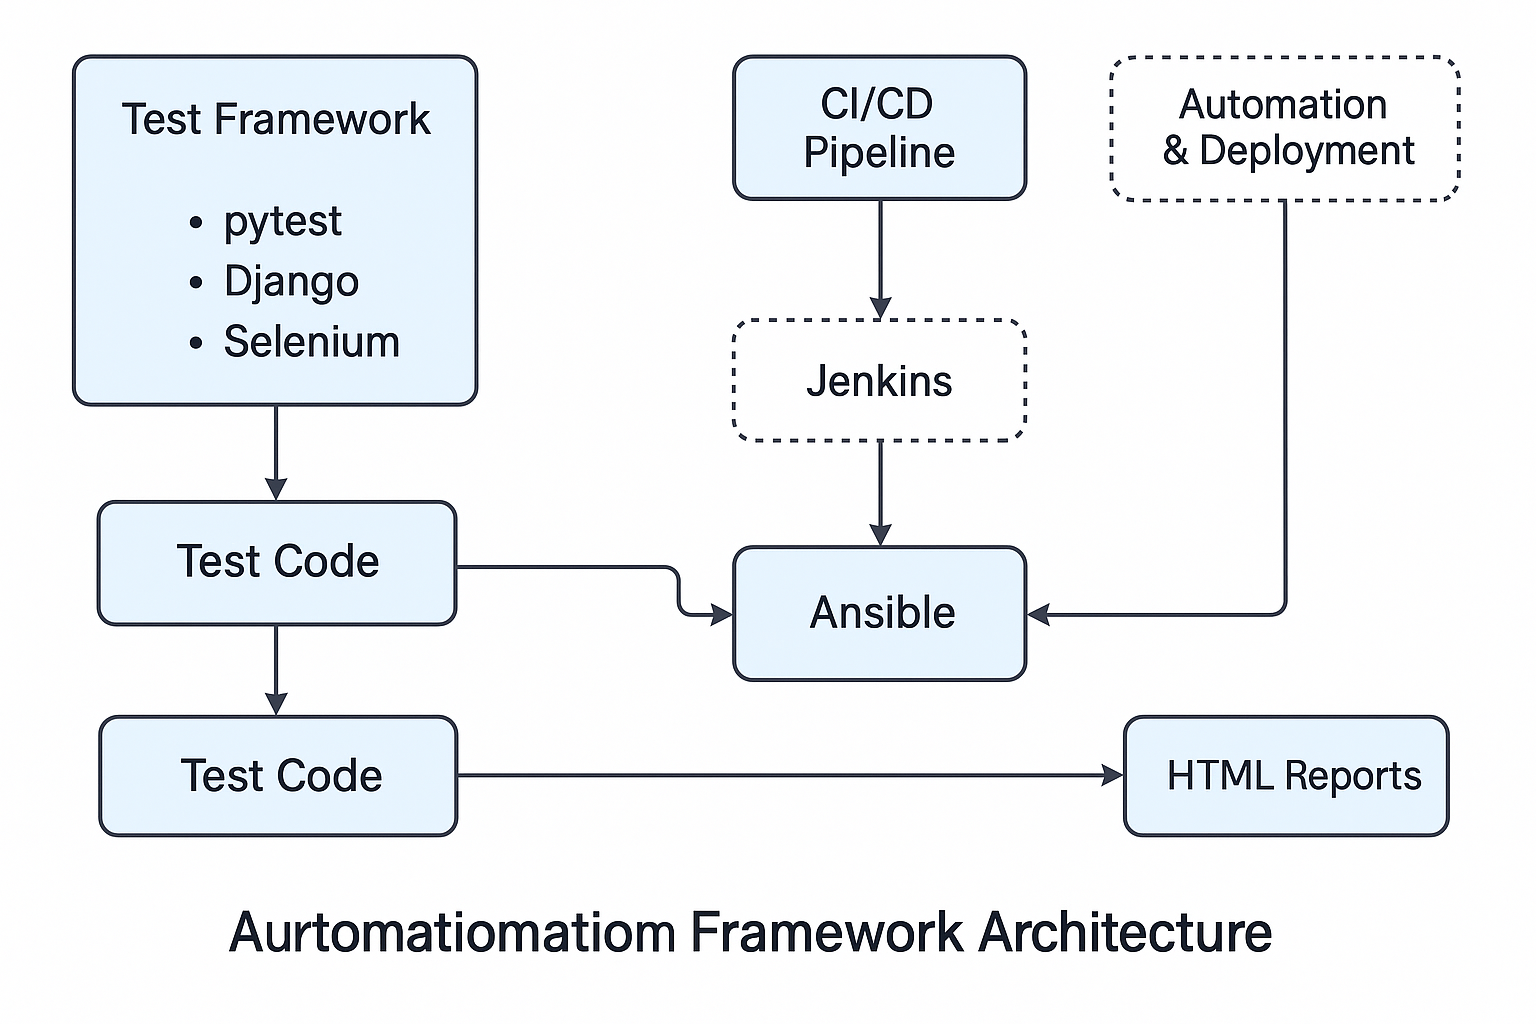 Test Framework
• pytest
• Django
• Selenium
CI/CD
Pipeline
Automation
& Deployment
Jenkins
Test Code
Ansible
Test Code
HTML Reports
Aurtomatiomatiom Framework Architecture